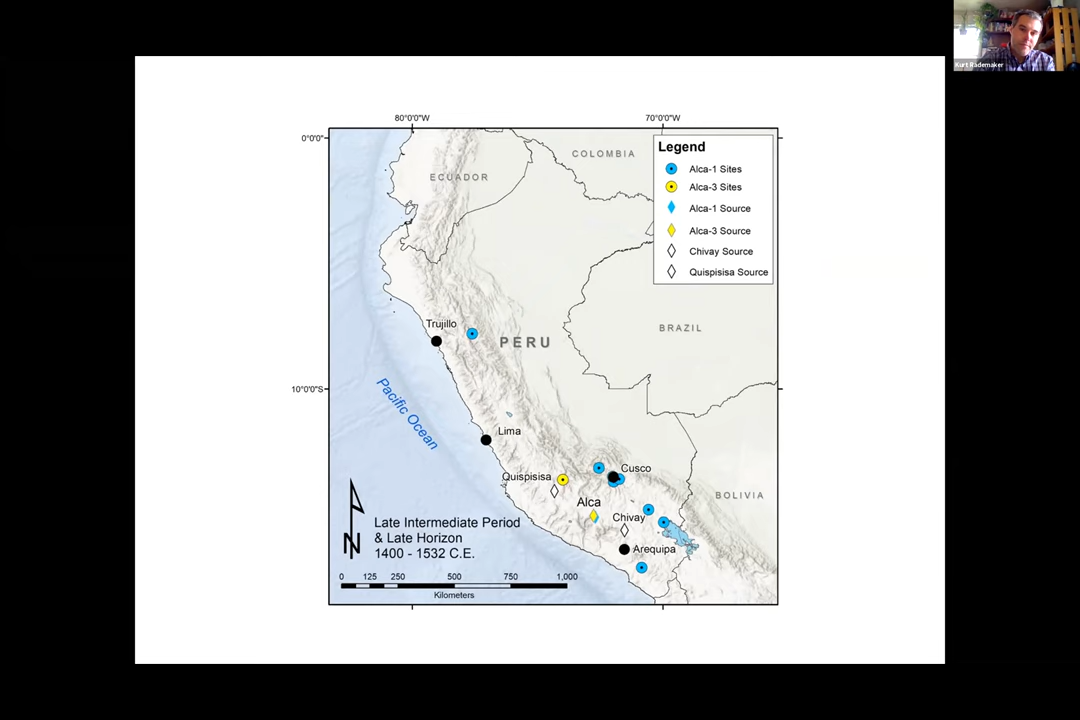 Kurt Rademaker
80°0'0"W
70°0'0"W
0°0'0"
Legend
Alca-1 Sites
Alca-3 Sites
Alca-1 Source
Alca-3 Source
Chivay Source
Quispisisa Source
COLOMBIA
ECUADOR
Trujillo
PERU
BRAZIL
10°0'0"S
Pacific Ocean
Lima
Cusco
Quispisisa
Alca
BOLIVIA
Chivay
Arequipa
N
Late Intermediate Period
& Late Horizon
1400 - 1532 C.E.
0 125 250 500 750 1,000
Kilometers